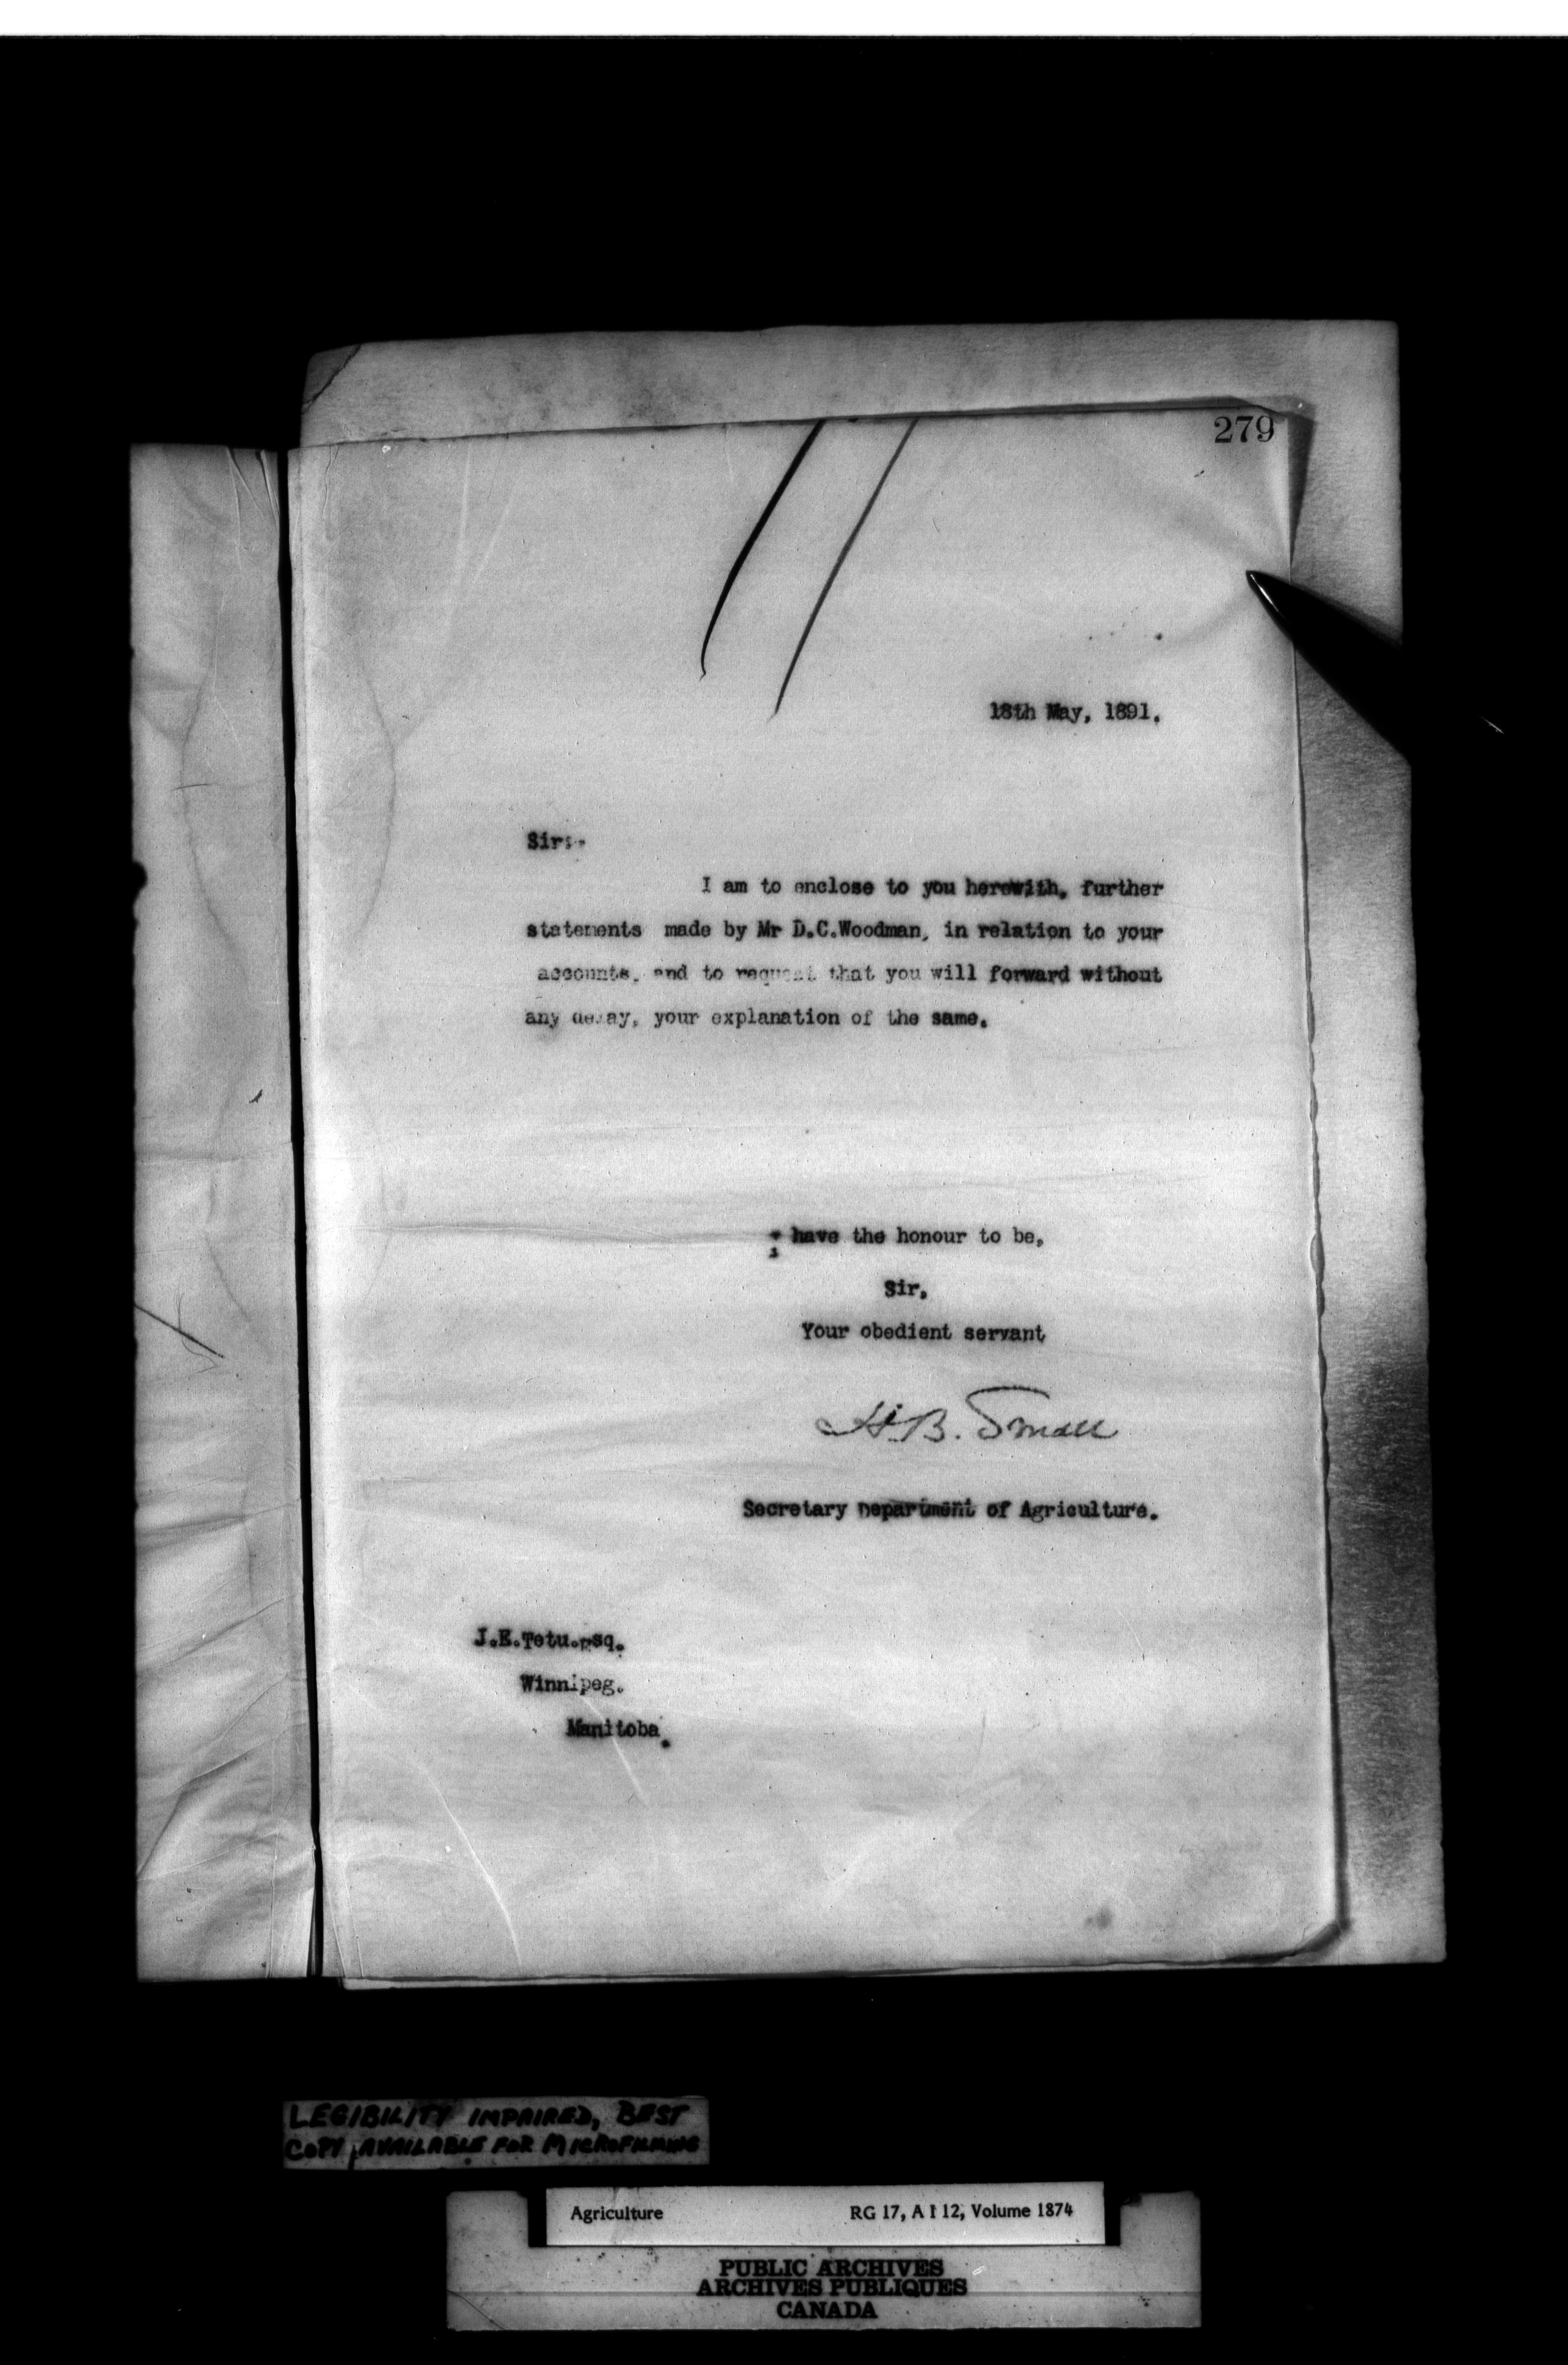 279
18th May, 1891.
Sir:-
I am to enclose to you herewith, further
statements made by Mr D.C.Woodman, in relation to your
accounts, and to request that you will forward without
any delay, your explanation of the same.
I have the honour to be,
Sir,
Your obedient servant
H.B. Small
Secretary Department of Agriculture.
J.E.Tetu.Esq.
Winnipeg.
Manitoba.
LEGIBILITY IMPAIRED, BEST
COPY AVAILABLE FOR MICROFILMING
Agriculture RG 17, A I 12, Volume 1874
PUBLIC ARCHIVES
ARCHIVES PUBLIQUES
CANADA